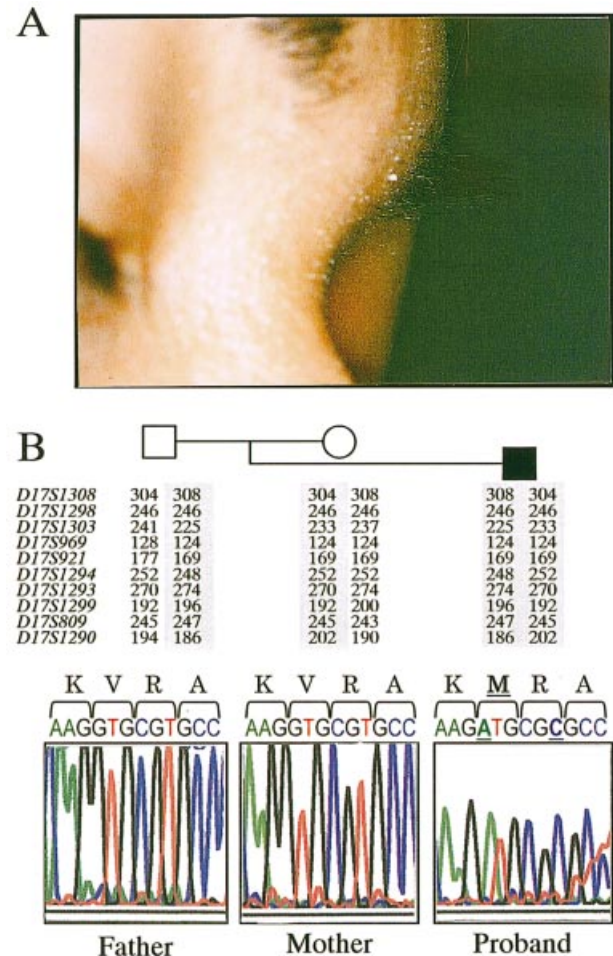 A
B
D17S1308 304 308 304 308 308 304
D17S1298 246 246 246 246 246 246
D17S1303 241 225 233 237 225 233
D17S969 128 124 124 124 124 124
D17S921 177 169 169 169 169 169
D17S1294 252 248 252 252 248 252
D17S1293 270 274 270 274 274 270
D17S1299 192 196 192 200 196 192
D17S809 245 247 245 243 247 245
D17S1290 194 186 202 190 186 202
K V R A K V R A K M R A
AAGGTGCGTGCC AAGGTGCGTGCC AAGATGCGCGCC
Father Mother Proband